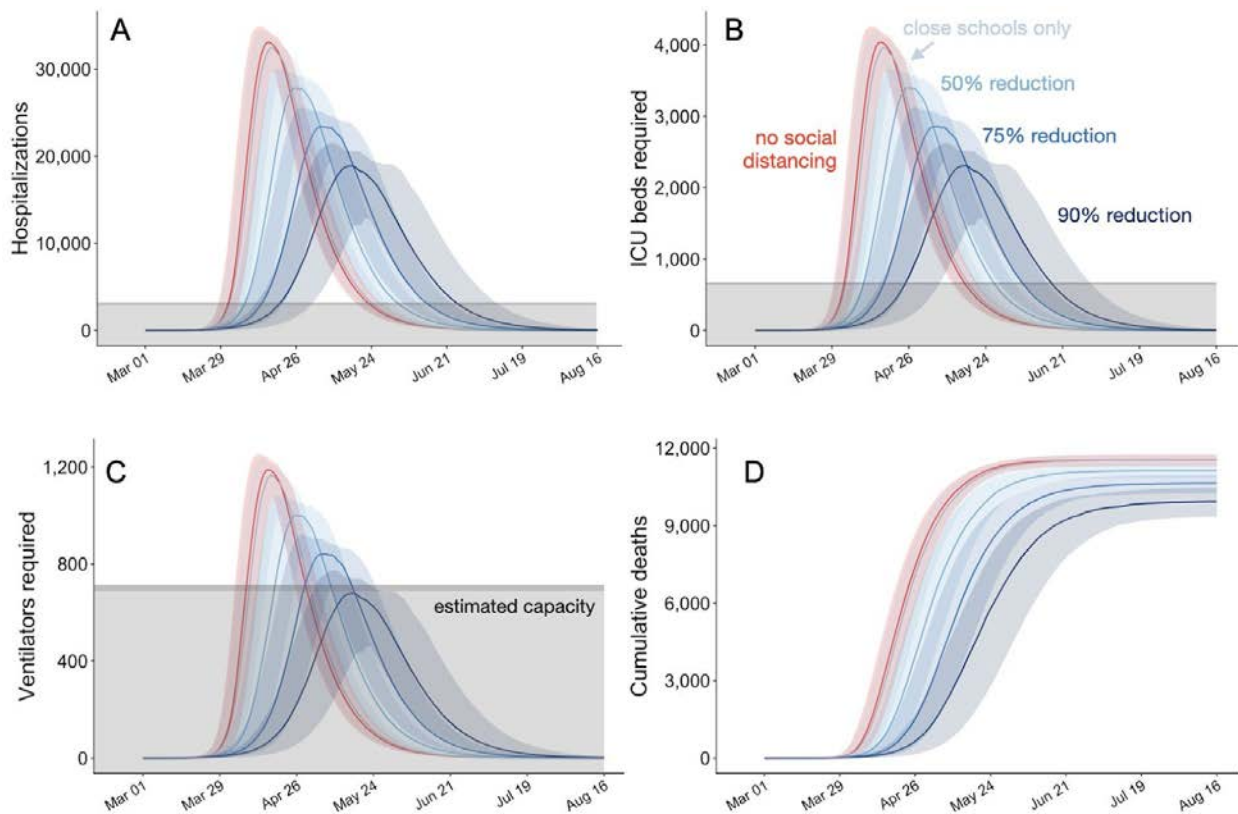 A
Hospitalizations
30,000
20,000
10,000
0
Mar 01
Mar 29
Apr 26
May 24
Jun 21
Jul 19
Aug 16
B
ICU beds required
4,000
3,000
2,000
1,000
0
close schools only
50% reduction
75% reduction
no social
distancing
90% reduction
Mar 01
Mar 29
Apr 26
May 24
Jun 21
Jul 19
Aug 16
C
Ventilators required
1,200
800
400
0
estimated capacity
Mar 01
Mar 29
Apr 26
May 24
Jun 21
Jul 19
Aug 16
D
Cumulative deaths
12,000
9,000
6,000
3,000
0
Mar 01
Mar 29
Apr 26
May 24
Jun 21
Jul 19
Aug 16